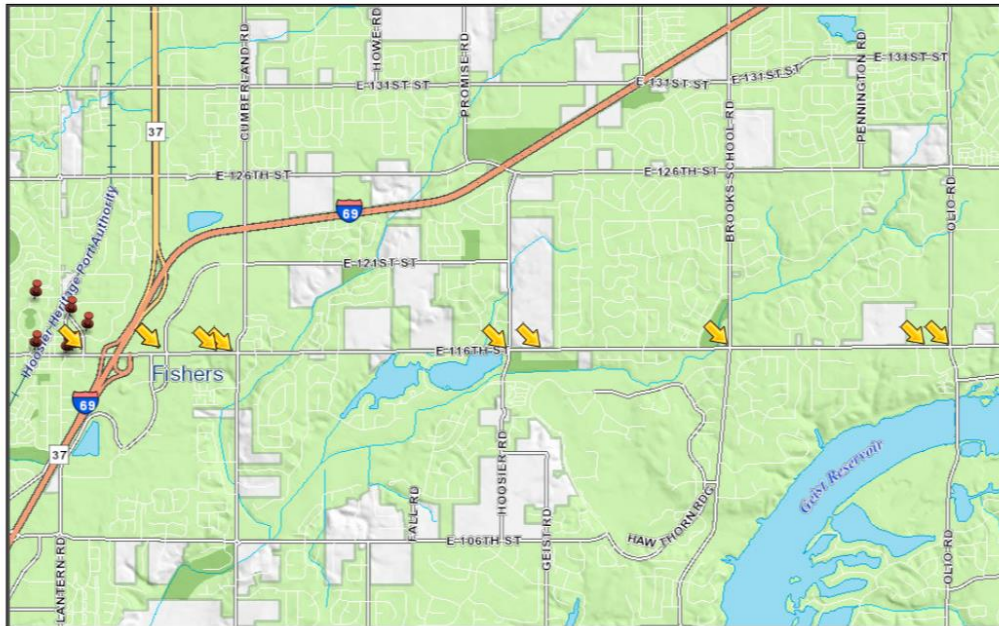 CUMBERLAND RD
HOWE RD
PROMISE RD
BROOKS SCHOOL RD
PENNINGTON RD
OLIO RD
E 131ST ST
E 131ST ST
E 131ST ST
E 131ST ST
37
E 126TH ST
E 126TH ST
69
Hoosier Heritage Port Authority
E 121ST ST
E 116TH ST
Fishers
69
37
HOOSIER RD
Geist Reservoir
FALL RD
GEIST RD
HAW THORN RDG
E 106TH ST
LANTERN RD
OLIO RD